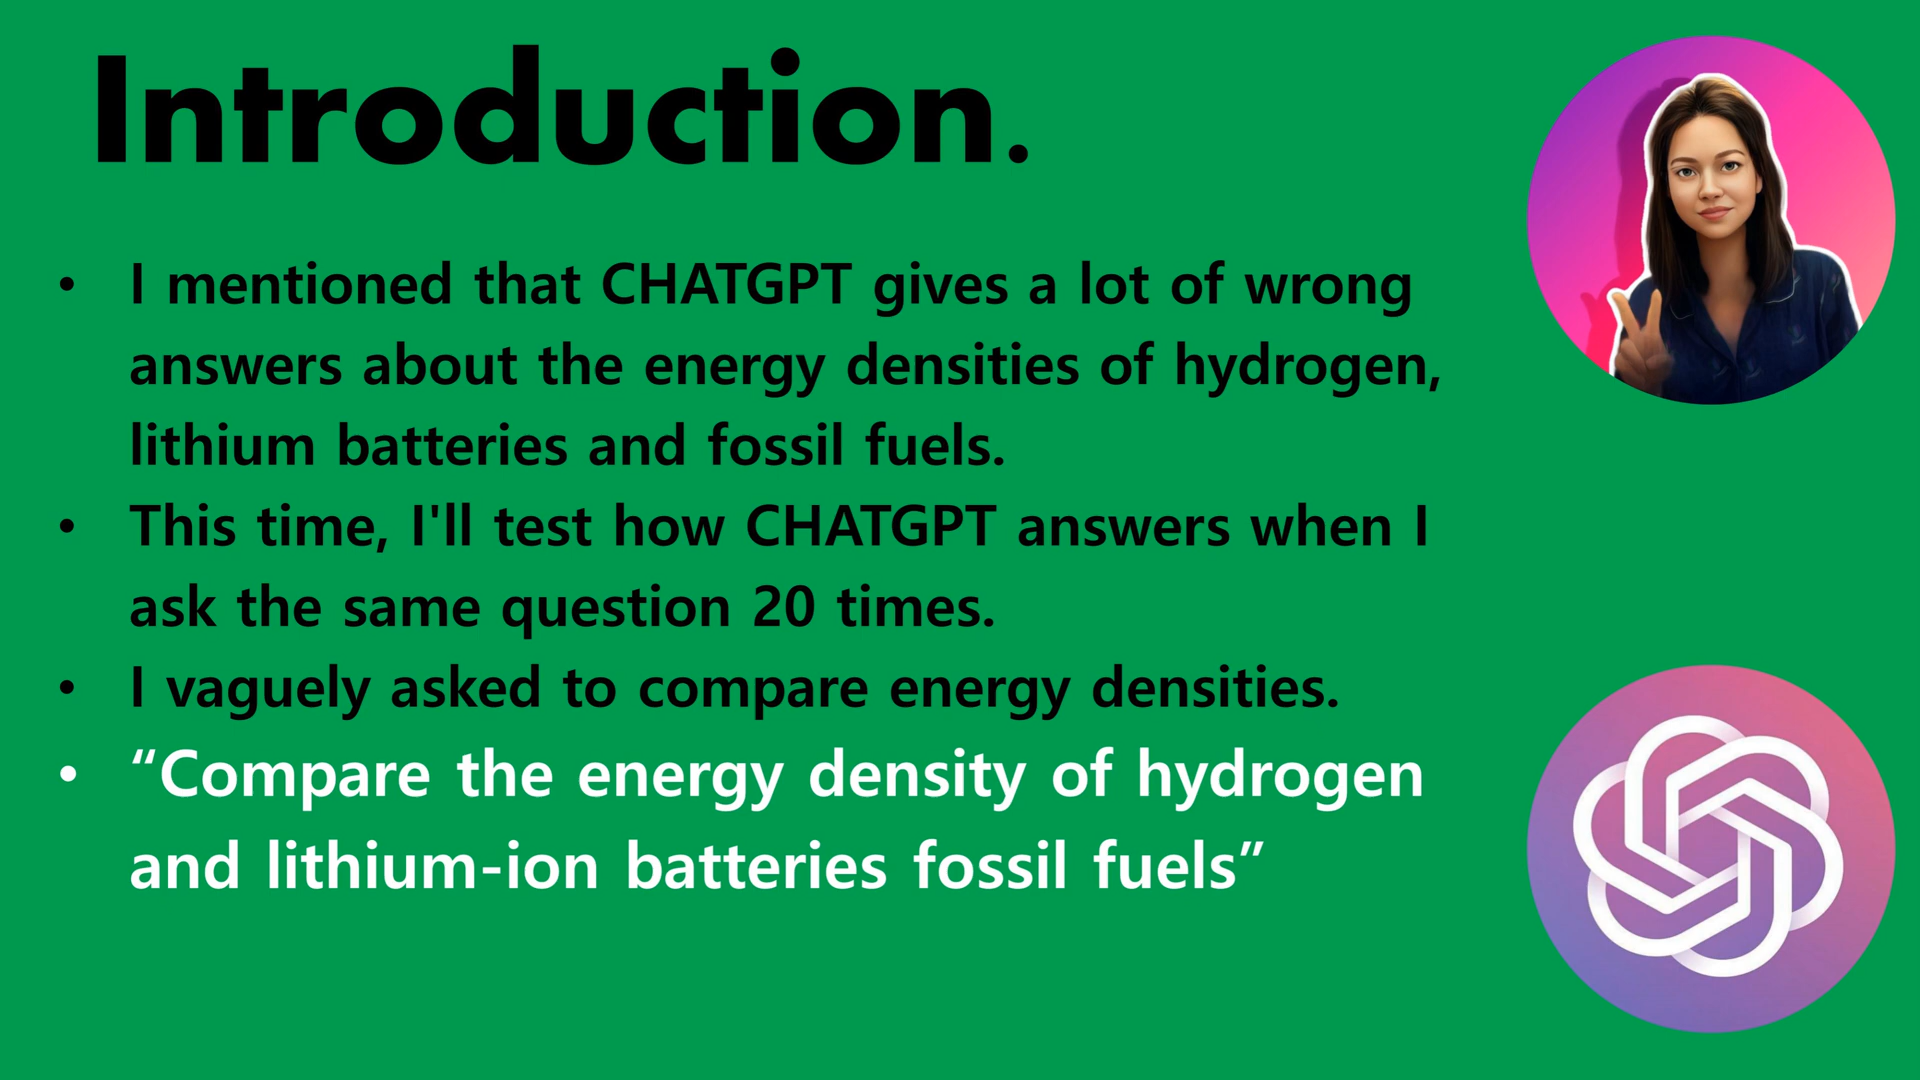 Introduction.
• I mentioned that CHATGPT gives a lot of wrong
answers about the energy densities of hydrogen,
lithium batteries and fossil fuels.
• This time, I'll test how CHATGPT answers when I
ask the same question 20 times.
• I vaguely asked to compare energy densities.
• “Compare the energy density of hydrogen
and lithium-ion batteries fossil fuels”